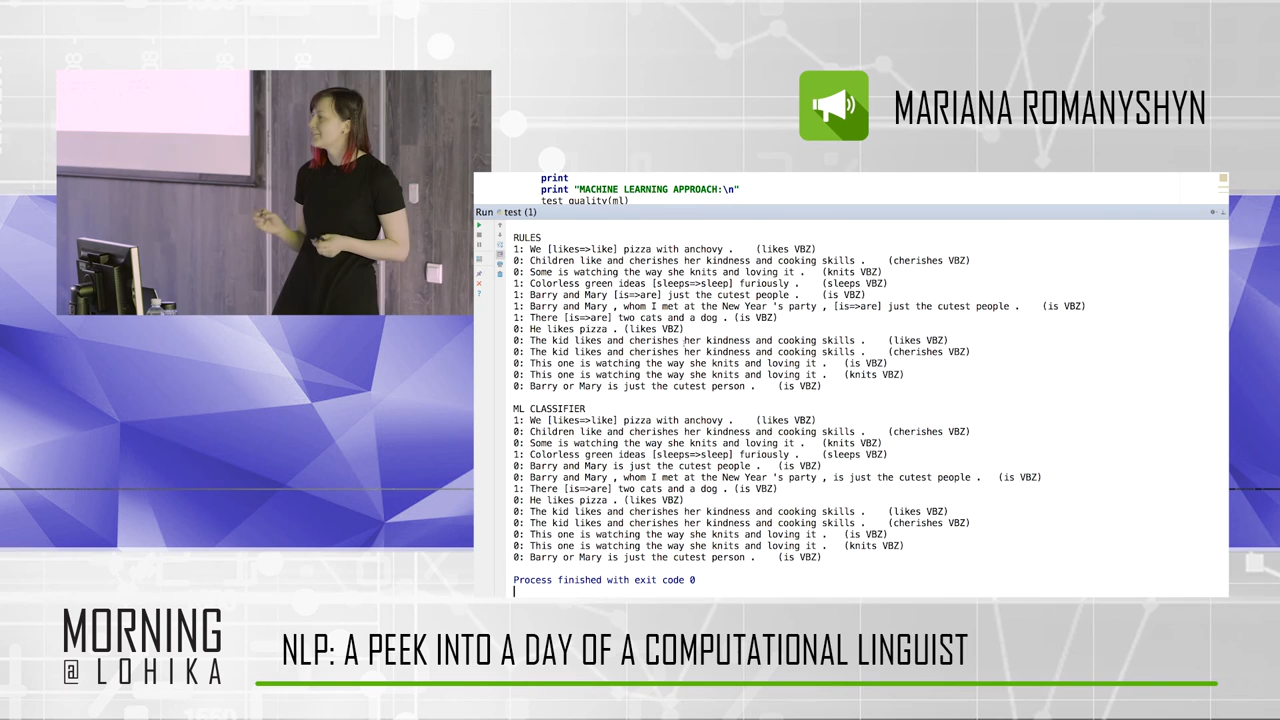 MARIANA ROMANYSHYN
print
print "MACHINE LEARNING APPROACH:\n"
test_quality(ml)
Run test (1)
RULES
1: We [likes=>like] pizza with anchovy . (likes VBZ)
0: Children like and cherishes her kindness and cooking skills . (cherishes VBZ)
0: Some is watching the way she knits and loving it . (knits VBZ)
1: Colorless green ideas [sleeps=>sleep] furiously . (sleeps VBZ)
1: Barry and Mary [is=>are] just the cutest people . (is VBZ)
1: Barry and Mary , whom I met at the New Year 's party , [is=>are] just the cutest people . (is VBZ)
1: There [is=>are] two cats and a dog . (is VBZ)
0: He likes pizza . (likes VBZ)
0: The kid likes and cherishes her kindness and cooking skills . (likes VBZ)
0: The kid likes and cherishes her kindness and cooking skills . (cherishes VBZ)
0: This one is watching the way she knits and loving it . (is VBZ)
0: This one is watching the way she knits and loving it . (knits VBZ)
0: Barry or Mary is just the cutest person . (is VBZ)
ML CLASSIFIER
1: We [likes=>like] pizza with anchovy . (likes VBZ)
0: Children like and cherishes her kindness and cooking skills . (cherishes VBZ)
0: Some is watching the way she knits and loving it . (knits VBZ)
1: Colorless green ideas [sleeps=>sleep] furiously . (sleeps VBZ)
0: Barry and Mary is just the cutest people . (is VBZ)
0: Barry and Mary , whom I met at the New Year 's party , is just the cutest people . (is VBZ)
1: There [is=>are] two cats and a dog . (is VBZ)
0: He likes pizza . (likes VBZ)
0: The kid likes and cherishes her kindness and cooking skills . (likes VBZ)
0: The kid likes and cherishes her kindness and cooking skills . (cherishes VBZ)
0: This one is watching the way she knits and loving it . (is VBZ)
0: This one is watching the way she knits and loving it . (knits VBZ)
0: Barry or Mary is just the cutest person . (is VBZ)
Process finished with exit code 0
MORNING
@ LOHIKA
NLP: A PEEK INTO A DAY OF A COMPUTATIONAL LINGUIST